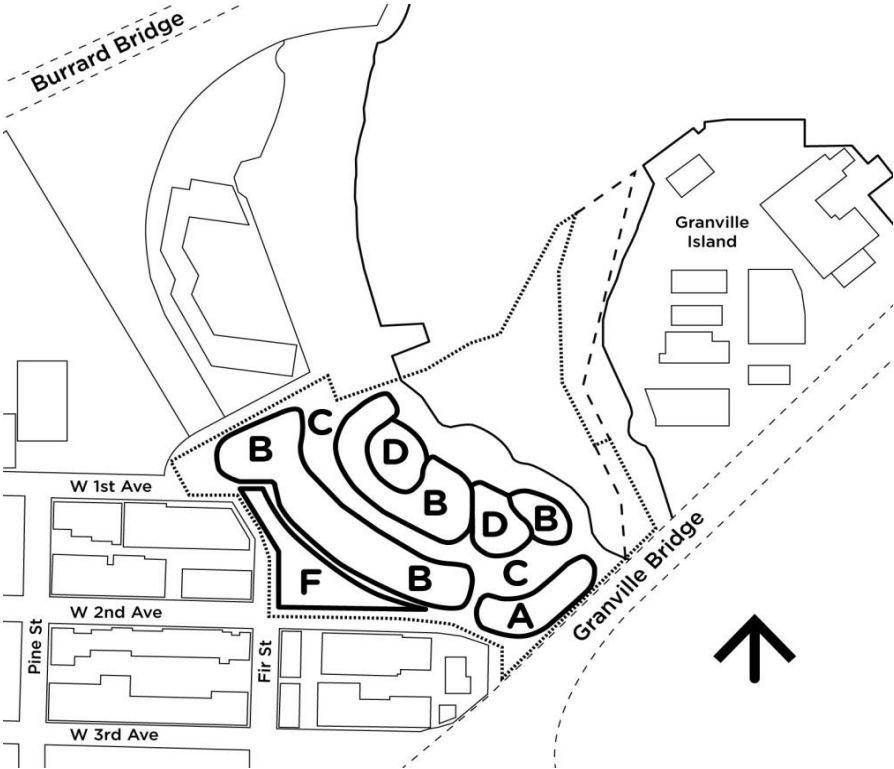 Burrard Bridge
Granville
Island
C
B
D
B
D
B
W 1st Ave
C
F
B
A
Granville Bridge
W 2nd Ave
Pine St
Fir St
W 3rd Ave